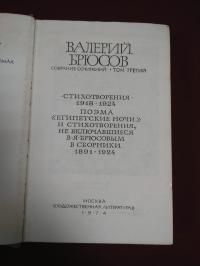 МАХ
ВАЛЕРИЙ
БРЮСОВ
СОБРАНИЕ СОЧИНЕНИЙ • ТОМ ТРЕТИЙ
СТИХОТВОРЕНИЯ
1918-1924
ПОЭМА
«ЕГИПЕТСКИЕ НОЧИ»
И СТИХОТВОРЕНИЯ,
НЕ ВКЛЮЧАВШИЕСЯ
В.Я. БРЮСОВЫМ
В СБОРНИКИ
1891-1924
МОСКВА
«ХУДОЖЕСТВЕННАЯ ЛИТЕРАТУРА»
1974